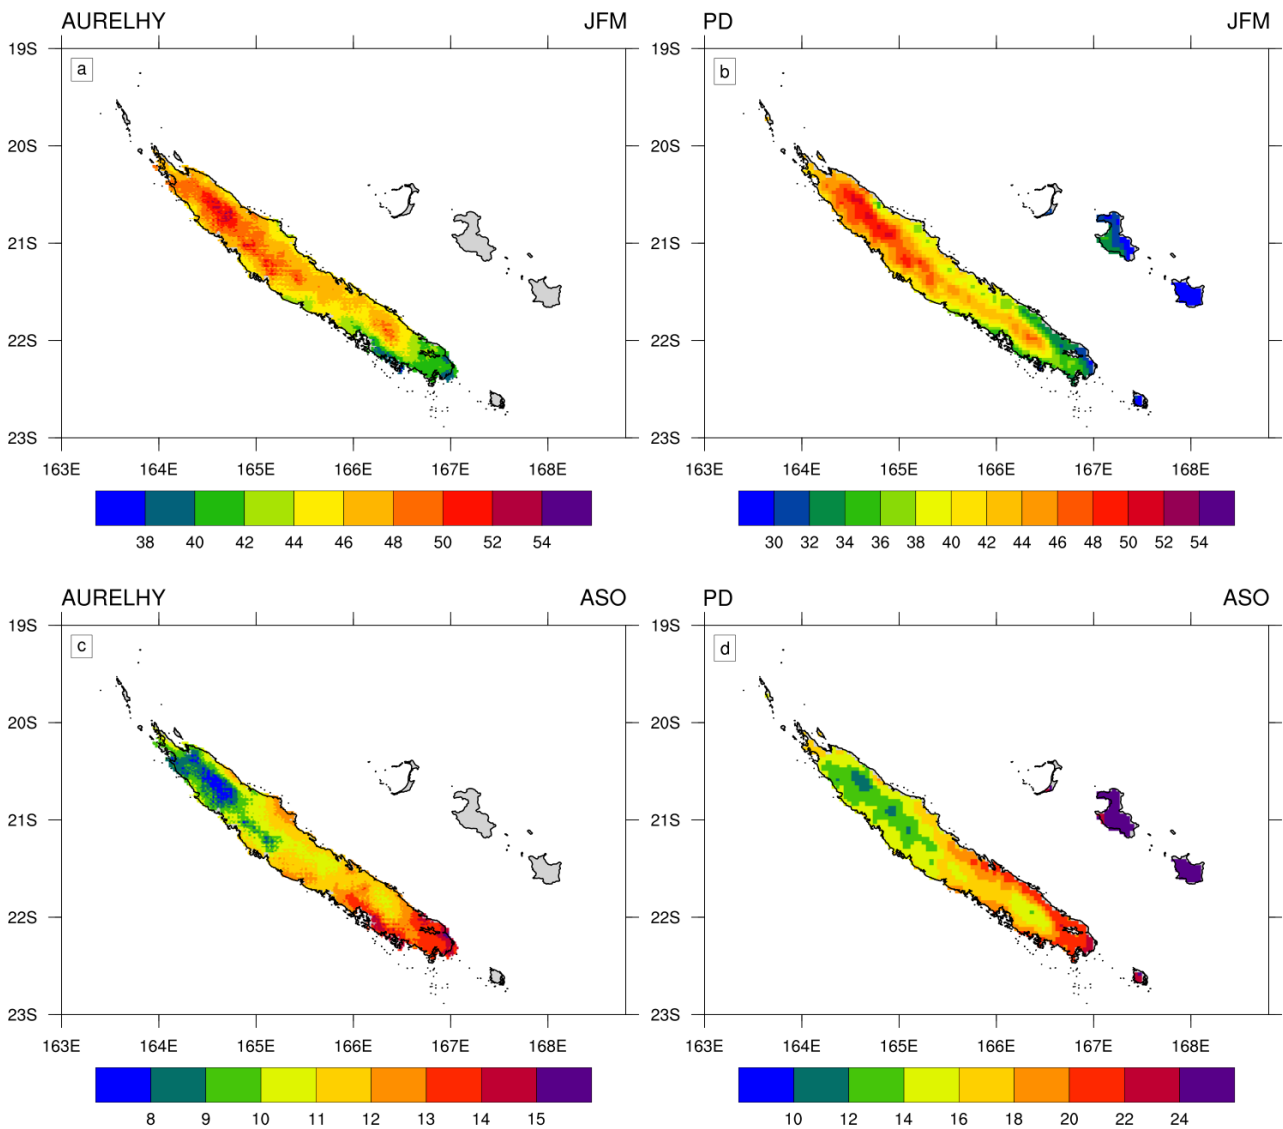 AURELHY JFM PD JFM
19S 19S
a b
20S 20S
21S 21S
22S 22S
23S 23S
163E 164E 165E 166E 167E 168E 163E 164E 165E 166E 167E 168E
38 40 42 44 46 48 50 52 54 30 32 34 36 38 40 42 44 46 48 50 52 54
AURELHY ASO PD ASO
19S 19S
c d
20S 20S
21S 21S
22S 22S
23S 23S
163E 164E 165E 166E 167E 168E 163E 164E 165E 166E 167E 168E
8 9 10 11 12 13 14 15 10 12 14 16 18 20 22 24